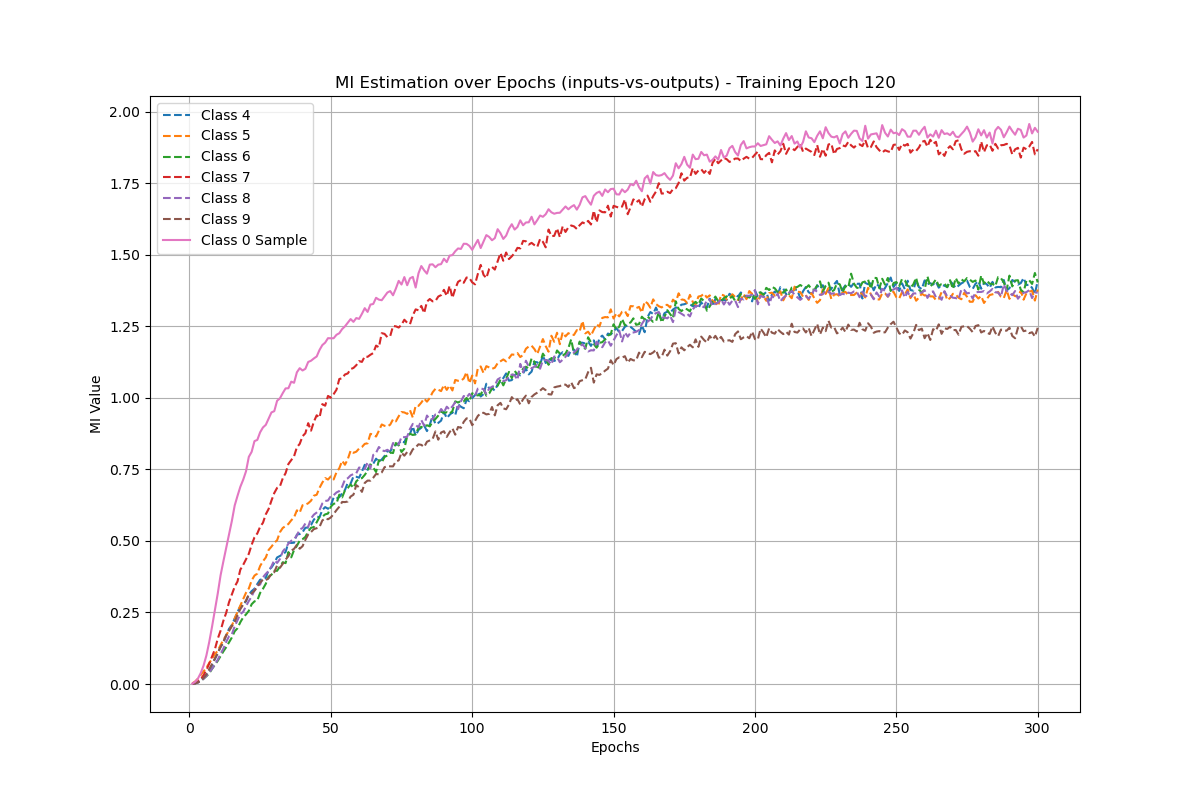 MI Estimation over Epochs (inputs-vs-outputs) - Training Epoch 120
2.00
1.75
1.50
1.25
1.00
0.75
0.50
0.25
0.00
MI Value
Class 4
Class 5
Class 6
Class 7
Class 8
Class 9
Class 0 Sample
0 50 100 150 200 250 300
Epochs